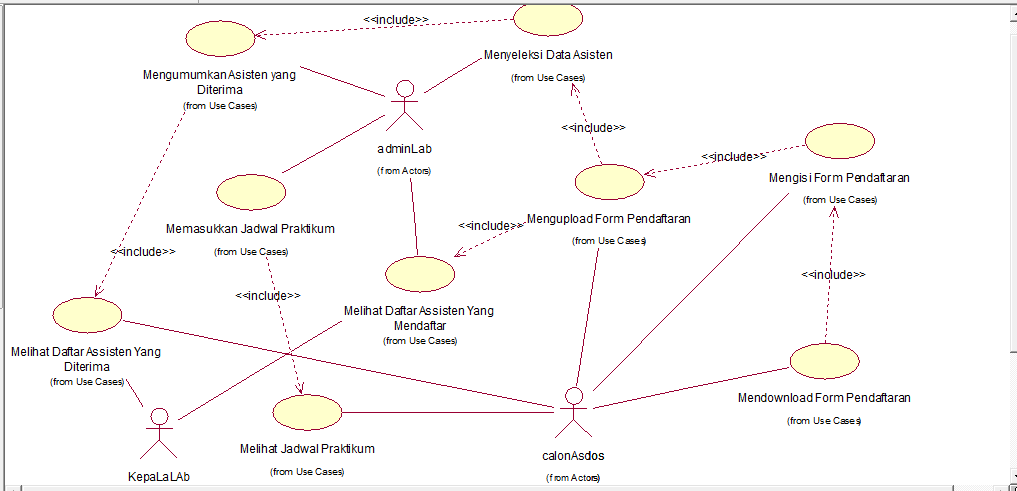 <<include>>
Menyeleksi Data Asisten
(from Use Cases)
Mengumumkan Asisten yang
Diterima
(from Use Cases)
adminLab
(from Actors)
<<include>>
<<include>>
Mengisi Form Pendaftaran
(from Use Cases)
Mengupload Form Pendaftaran
(from Use Cases)
Memasukkan Jadwal Praktikum
(from Use Cases)
<<include>>
<<include>>
<<include>>
<<include>>
Melihat Daftar Assisten Yang
Mendaftar
(from Use Cases)
Melihat Daftar Assisten Yang
Diterima
(from Use Cases)
Mendownload Form Pendaftaran
(from Use Cases)
Melihat Jadwal Praktikum
(from Use Cases)
calonAsdos
(from Actors)
KepaLaLAb